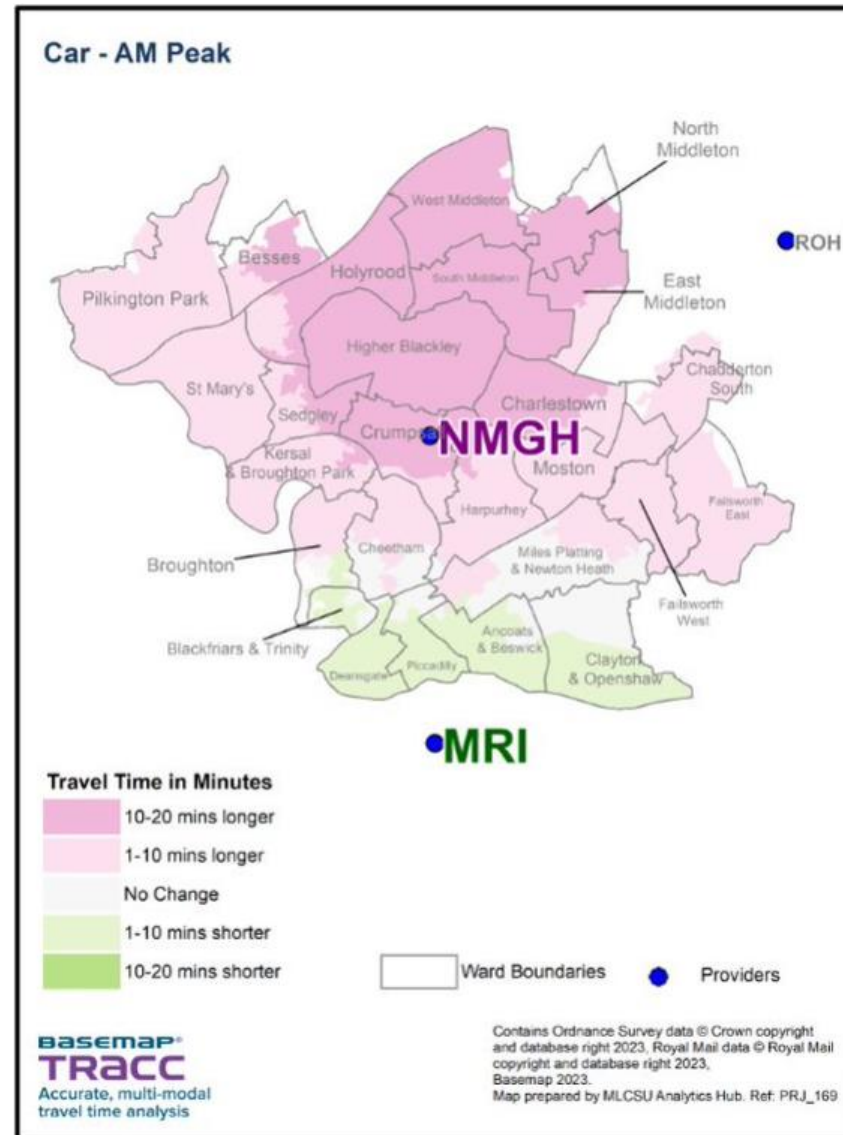 Car - AM Peak
North
Middleton
West Middleton
ROH
Besses
Holyrood
South Middleton
East
Middleton
Pilkington Park
Higher Blackley
Chadderton
South
St Mary's
Charlestown
Sedgley
NMGH
Kersal
& Broughton Park
Moston
Failsworth
East
Harpurhey
Cheetham
Miles Platting
& Newton Heath
Broughton
Failsworth
West
Blackfriars & Trinity
Ancoats
& Beswick
Clayton
& Openshaw
Piccadilly
Deansgate
MRI
Travel Time in Minutes
10-20 mins longer
1-10 mins longer
No Change
1-10 mins shorter
10-20 mins shorter
Ward Boundaries
Providers
BASEMAP®
TRACC
Accurate, multi-modal
travel time analysis
Contains Ordnance Survey data © Crown copyright
and database right 2023, Royal Mail data © Royal Mail
copyright and database right 2023,
Basemap 2023.
Map prepared by MLCSU Analytics Hub. Ref: PRJ_169